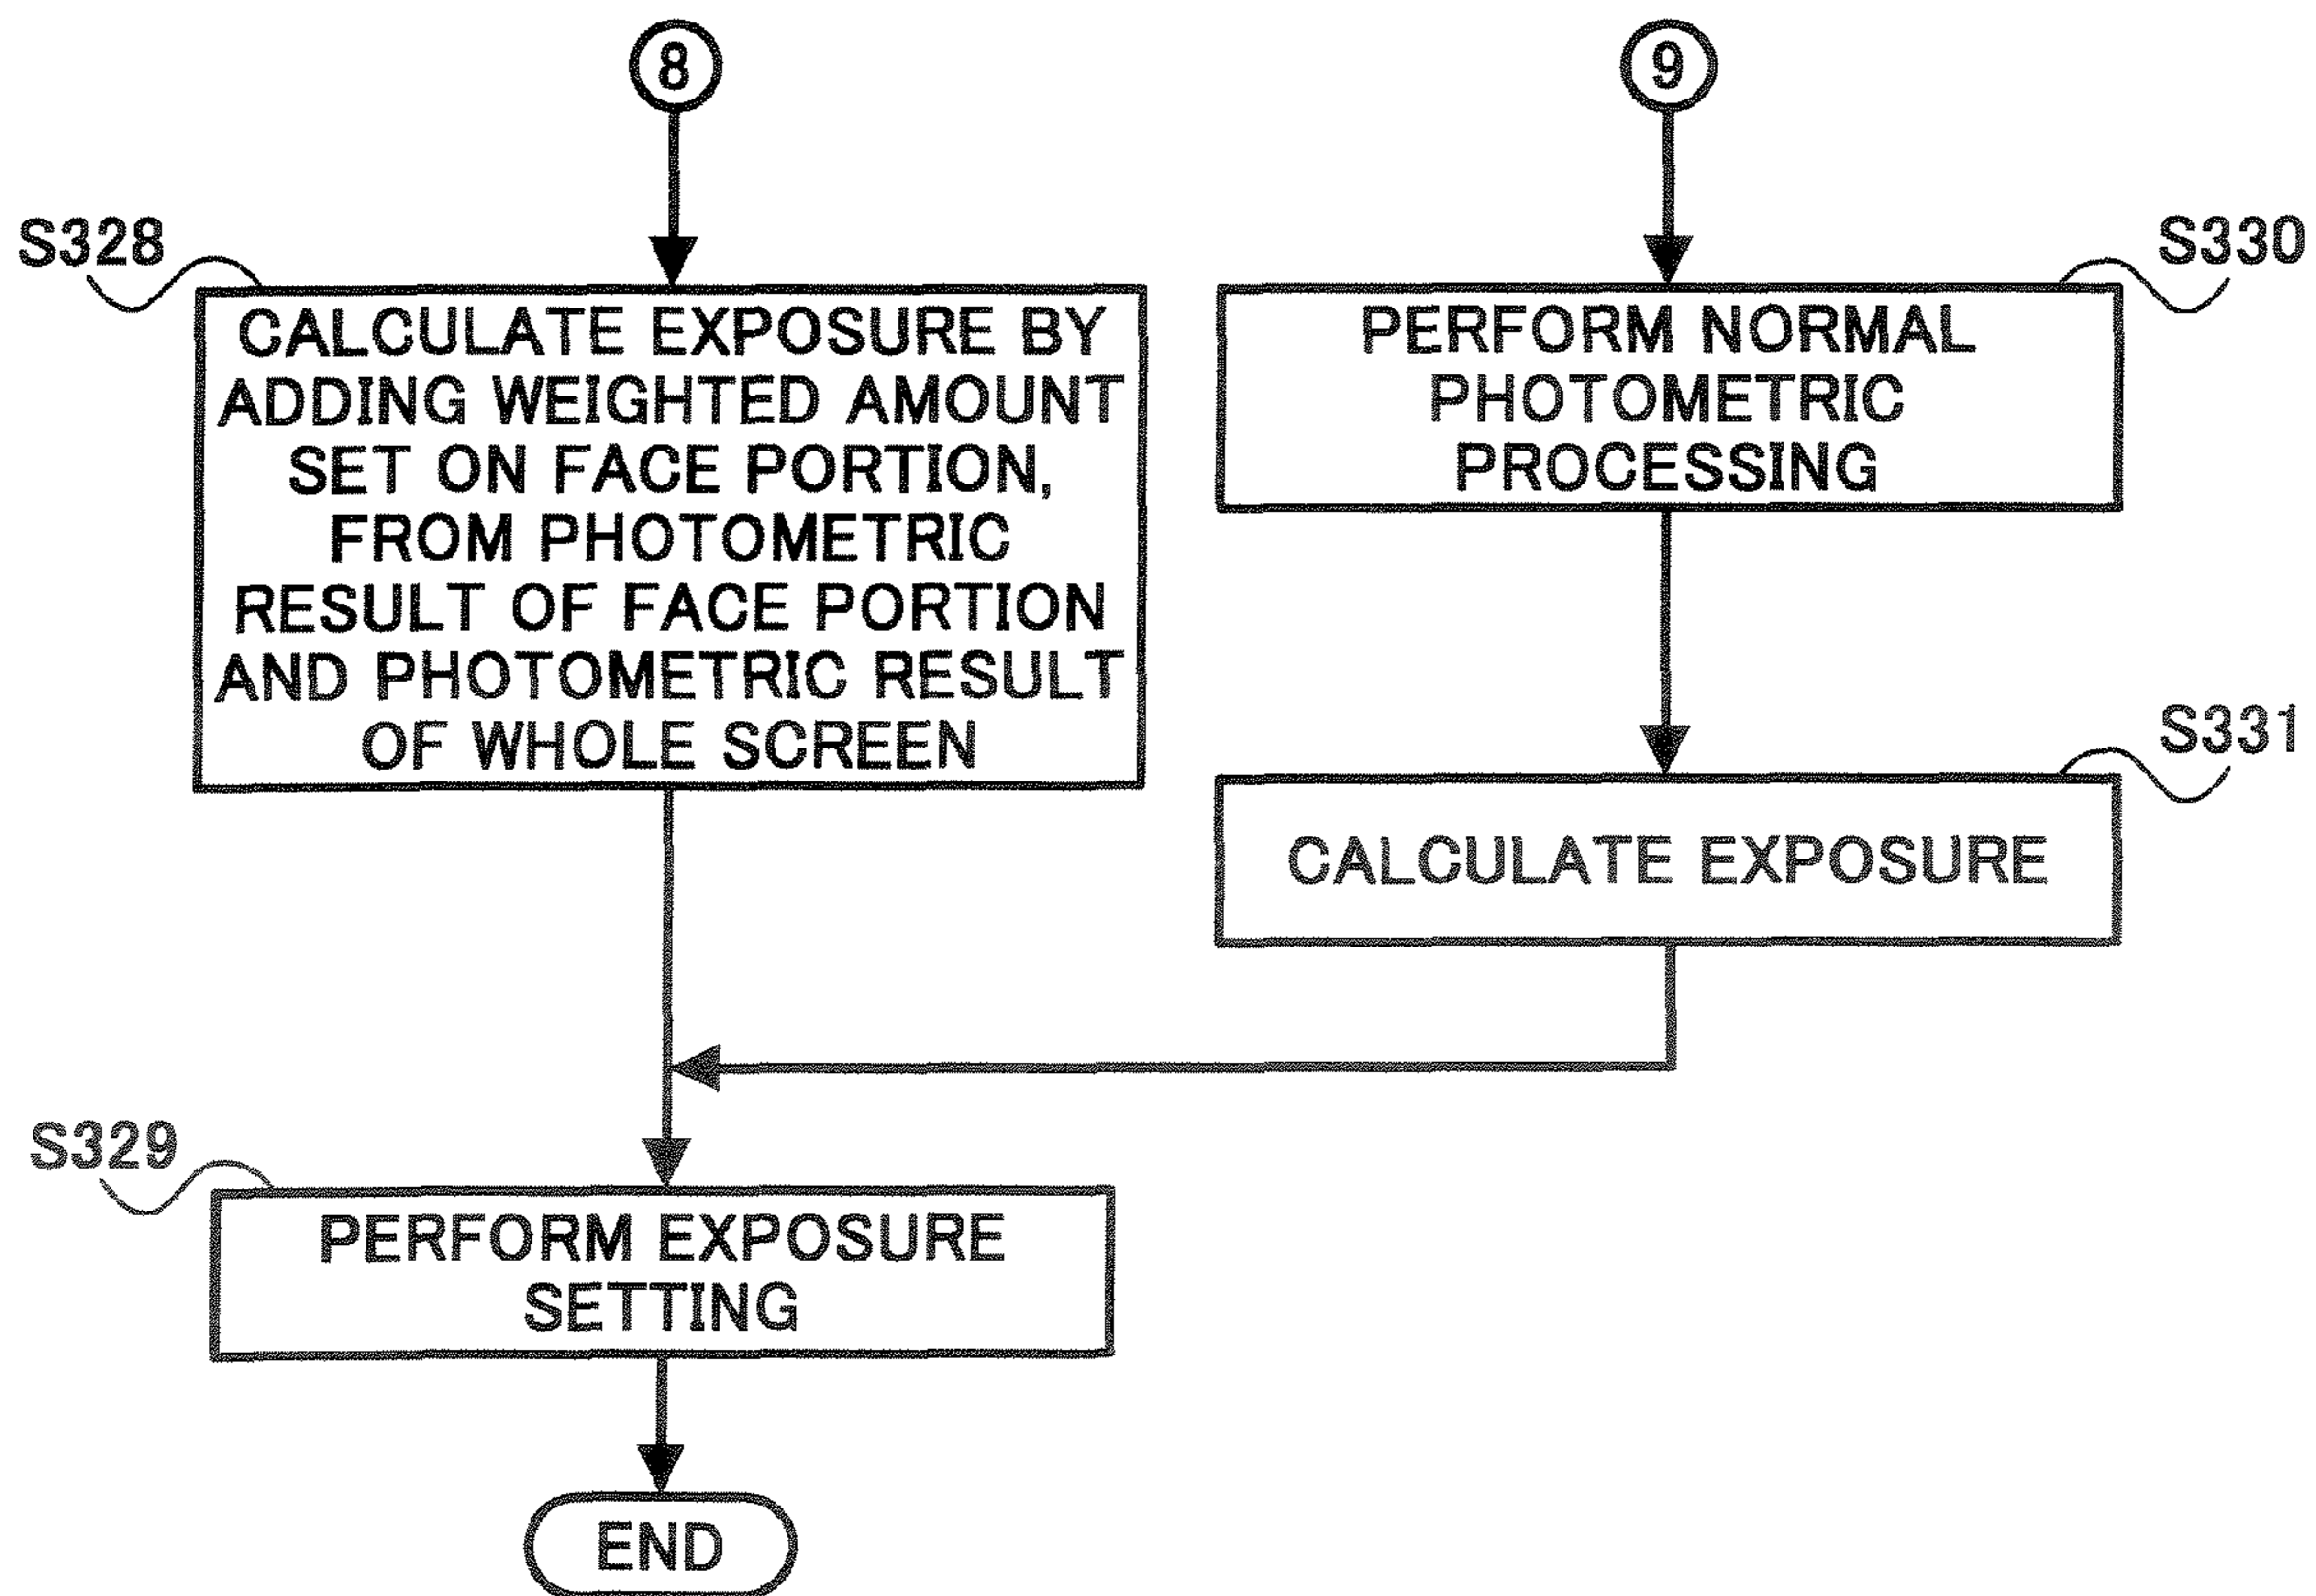 8
S328
CALCULATE EXPOSURE BY
ADDING WEIGHTED AMOUNT
SET ON FACE PORTION,
FROM PHOTOMETRIC
RESULT OF FACE PORTION
AND PHOTOMETRIC RESULT
OF WHOLE SCREEN
9
S330
PERFORM NORMAL
PHOTOMETRIC
PROCESSING
S331
CALCULATE EXPOSURE
S329
PERFORM EXPOSURE
SETTING
END